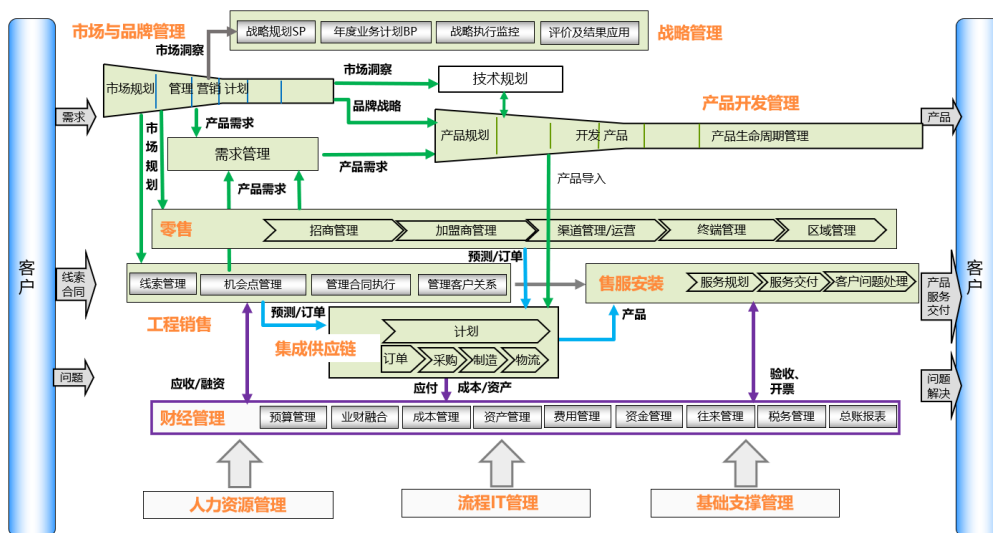 市场与品牌管理
战略规划SP
年度业务计划BP
战略执行监控
评价及结果应用
战略管理
市场洞察
市场规划
管理
营销
计划
市场洞察
技术规划
品牌战略
产品开发管理
需求
产品需求
产品规划
开发
产品
产品生命周期管理
产品
市场规划
需求管理
产品需求
产品需求
产品导入
零售
招商管理
加盟商管理
渠道管理/运营
终端管理
区域管理
预测/订单
客户
线索
合同
线索管理
机会点管理
管理合同执行
管理客户关系
售服安装
服务规划
服务交付
客户问题处理
产品
服务
交付
客户
工程销售
预测/订单
集成供应链
计划
订单
采购
制造
物流
产品
问题
应收/融资
应付
成本/资产
验收、
开票
问题
解决
财经管理
预算管理
业财融合
成本管理
资产管理
费用管理
资金管理
往来管理
税务管理
总账报表
人力资源管理
流程IT管理
基础支撑管理